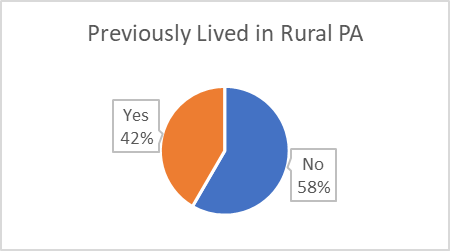 Previously Lived in Rural PA
Yes
42%
No
58%